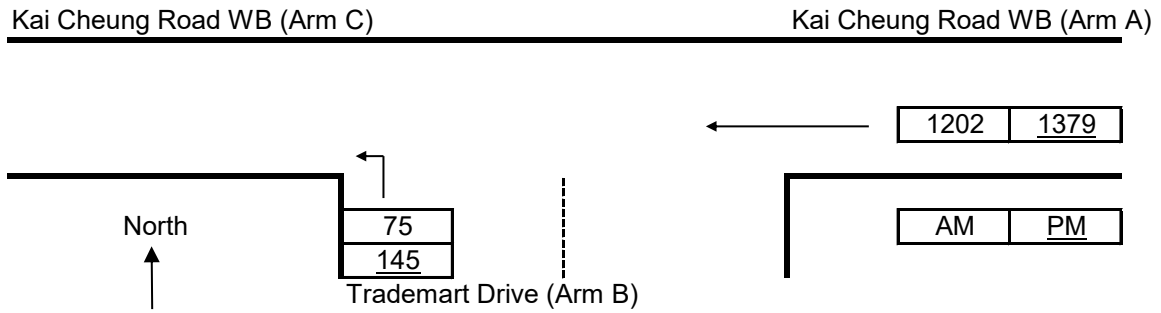 Kai Cheung Road WB (Arm C) Kai Cheung Road WB (Arm A)
1202 1379
North 75 AM PM
145
Trademart Drive (Arm B)